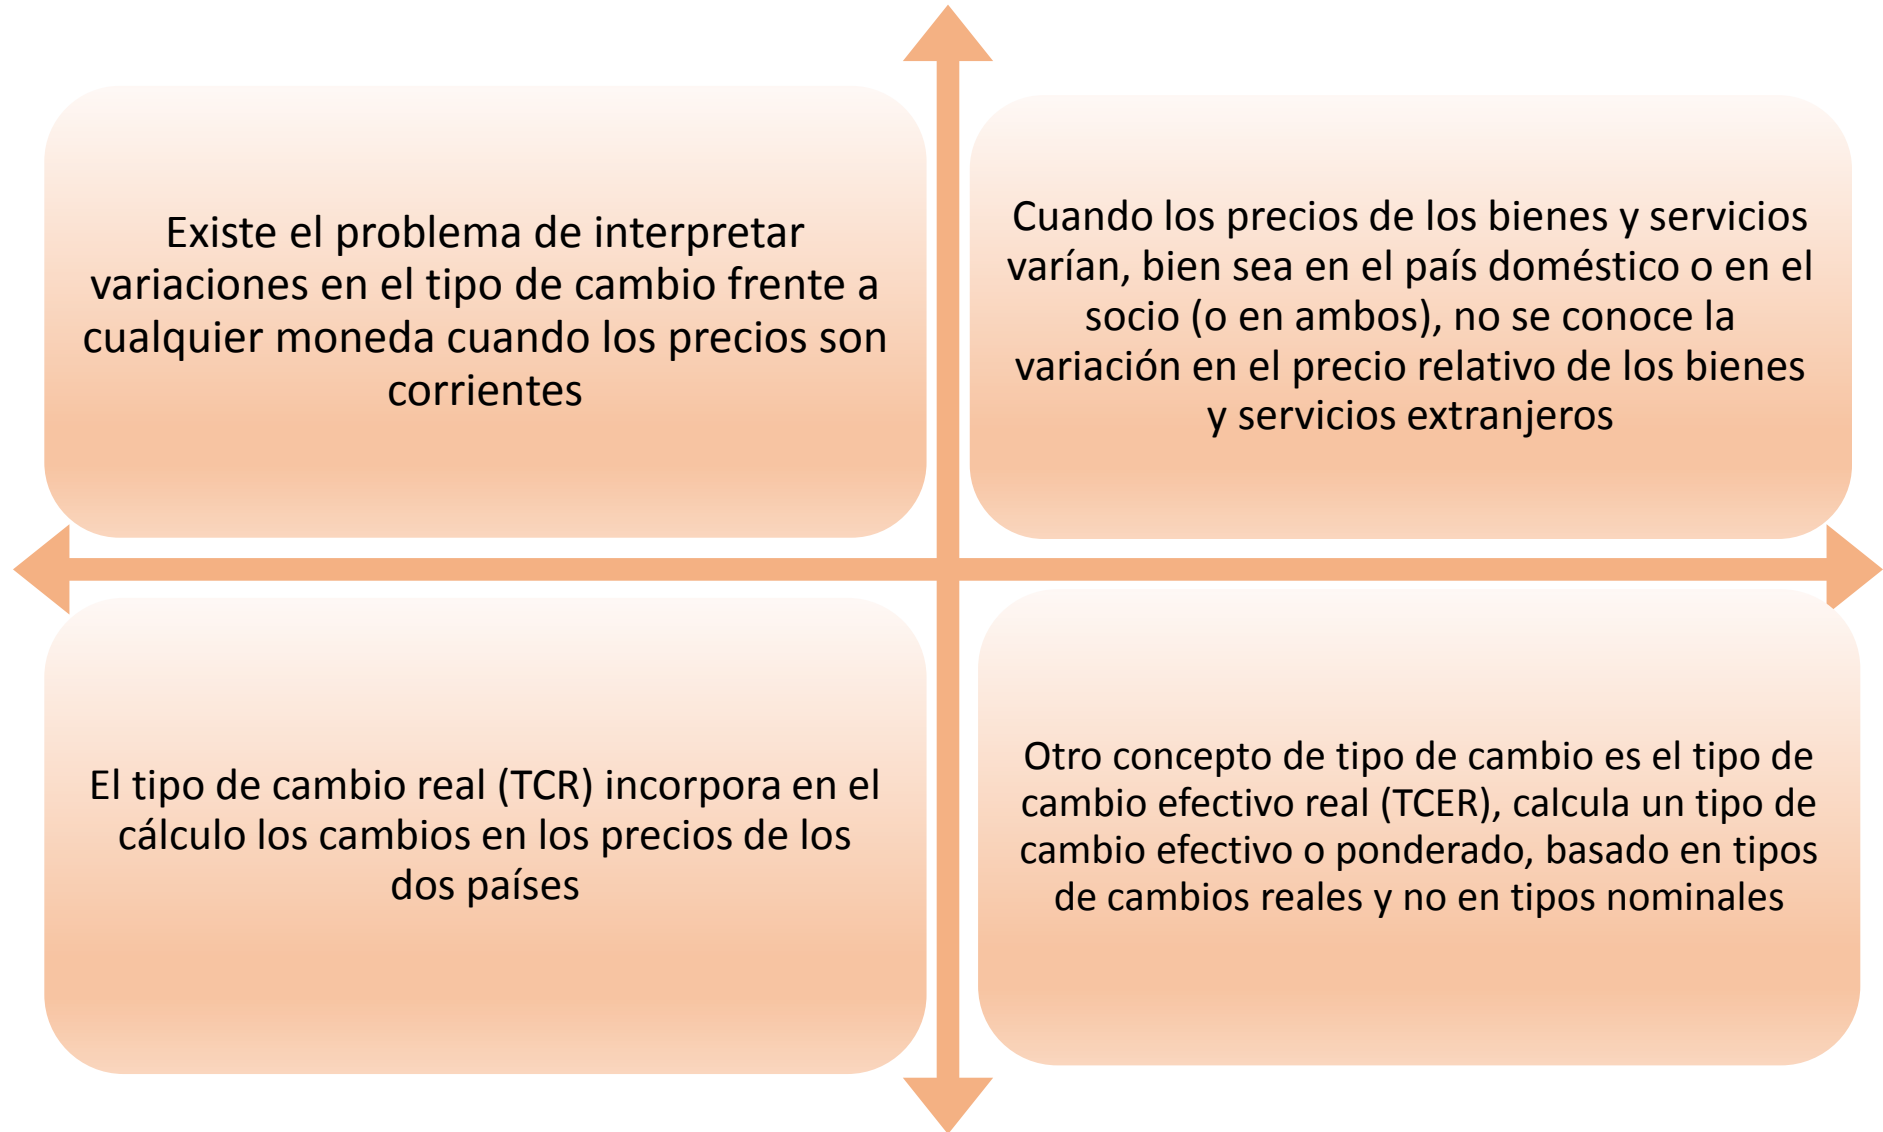 Existe el problema de interpretar
variaciones en el tipo de cambio frente a
cualquier moneda cuando los precios son
corrientes
Cuando los precios de los bienes y servicios
varían, bien sea en el país doméstico o en el
socio (o en ambos), no se conoce la
variación en el precio relativo de los bienes
y servicios extranjeros
El tipo de cambio real (TCR) incorpora en el
cálculo los cambios en los precios de los
dos países
Otro concepto de tipo de cambio es el tipo de
cambio efectivo real (TCER), calcula un tipo de
cambio efectivo o ponderado, basado en tipos
de cambios reales y no en tipos nominales